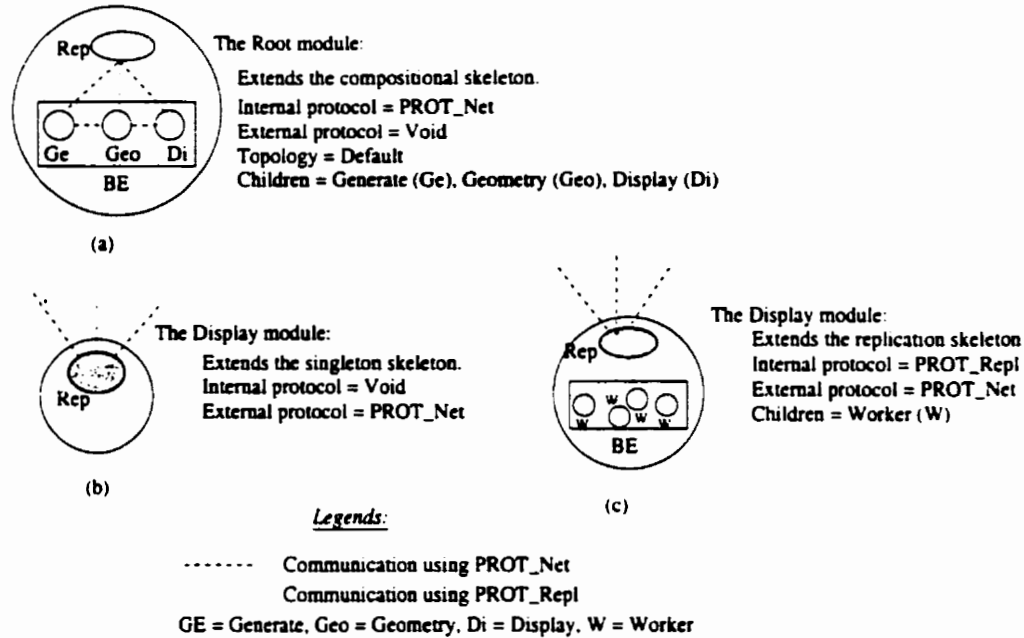 Rep
The Root module:
Extends the compositional skeleton.
Internal protocol = PROT_Net
External protocol = Void
Topology = Default
Children = Generate (Ge), Geometry (Geo), Display (Di)
Ge Geo Di
BE
(a)
The Display module:
Extends the singleton skeleton.
Internal protocol = Void
External protocol = PROT_Net
Rep
(b)
The Display module:
Extends the replication skeleton
Internal protocol = PROT_Repl
External protocol = PROT_Net
Children = Worker (W)
Rep
W W W W
BE
(c)
Legends:
Communication using PROT_Net
Communication using PROT_Repl
GE = Generate, Geo = Geometry, Di = Display, W = Worker